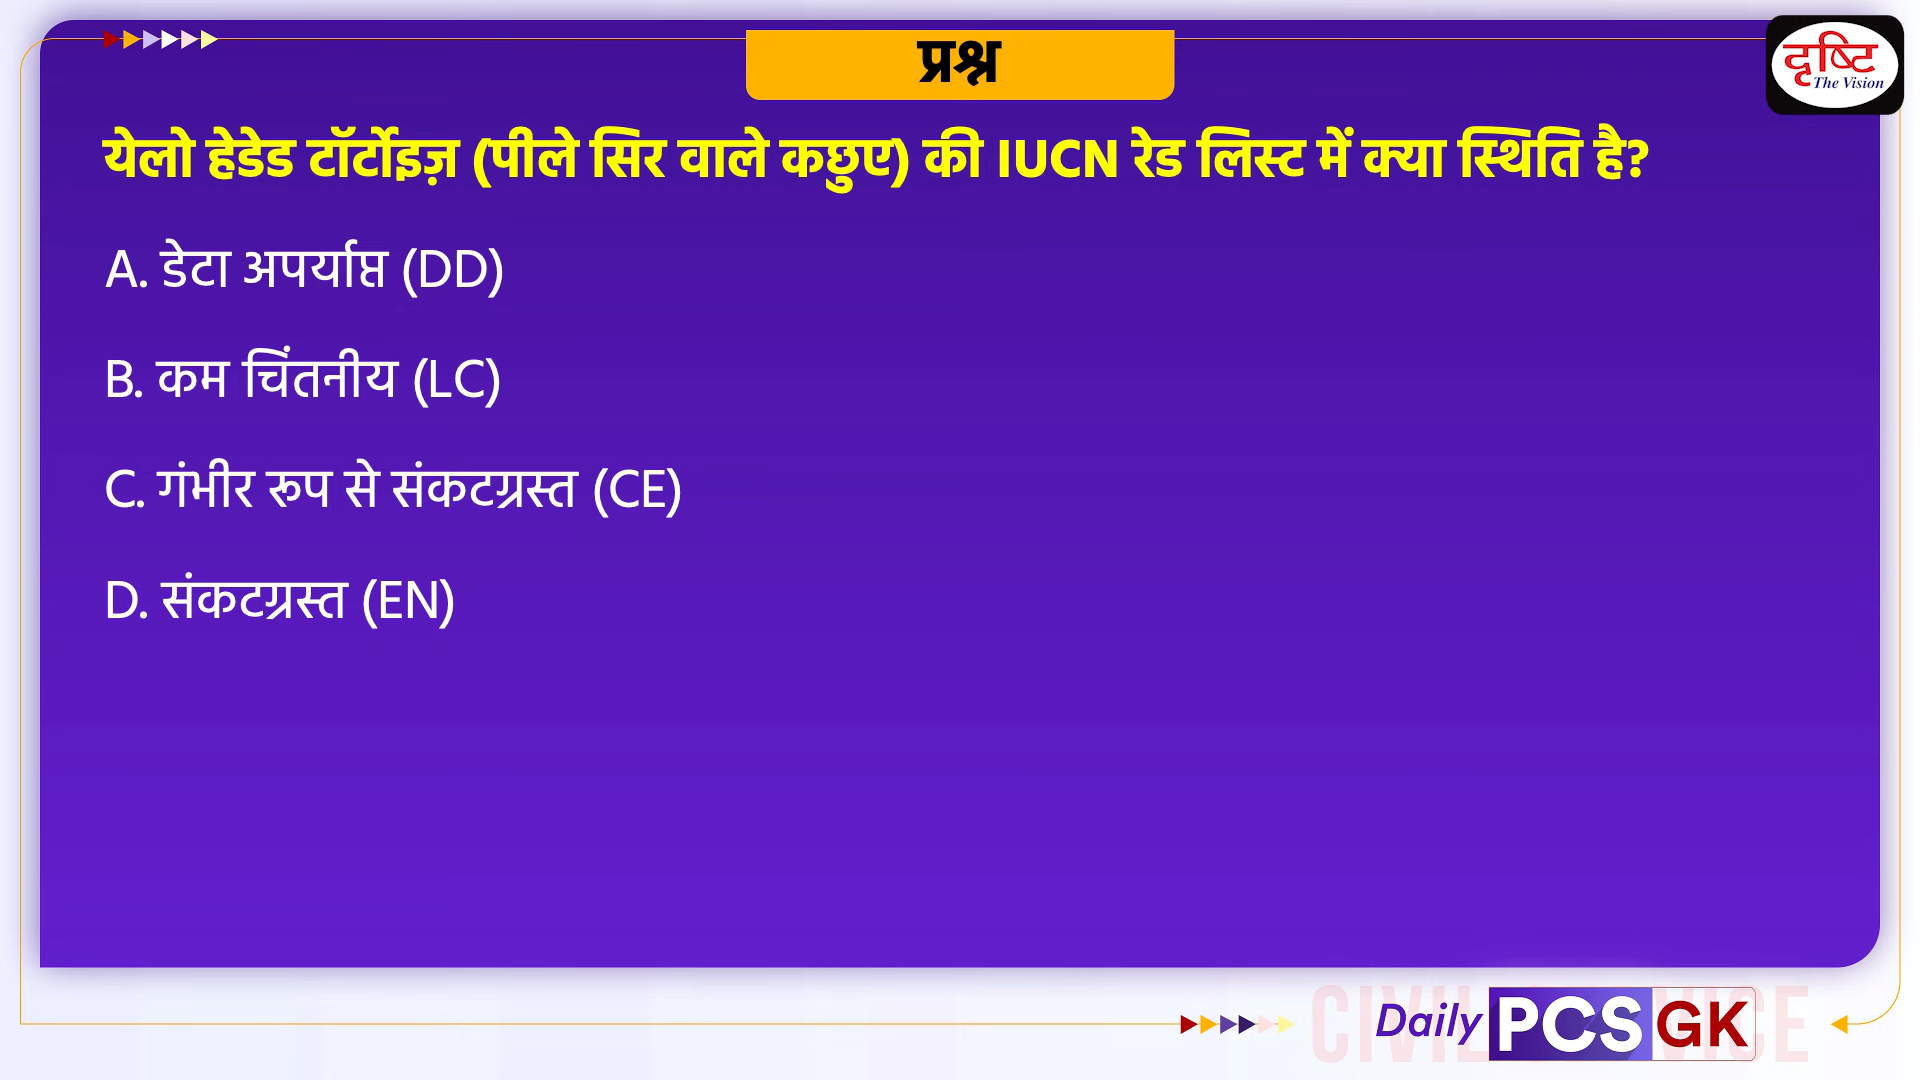 प्रश्न
दृष्टि
The Vision
येलो हेडेड टॉर्टोइज़ (पीले सिर वाले कछुए) की IUCN रेड लिस्ट में क्या स्थिति है?
A. डेटा अपर्याप्त (DD)
B. कम चिंतनीय (LC)
C. गंभीर रूप से संकटग्रस्त (CE)
D. संकटग्रस्त (EN)
Daily PCS GK